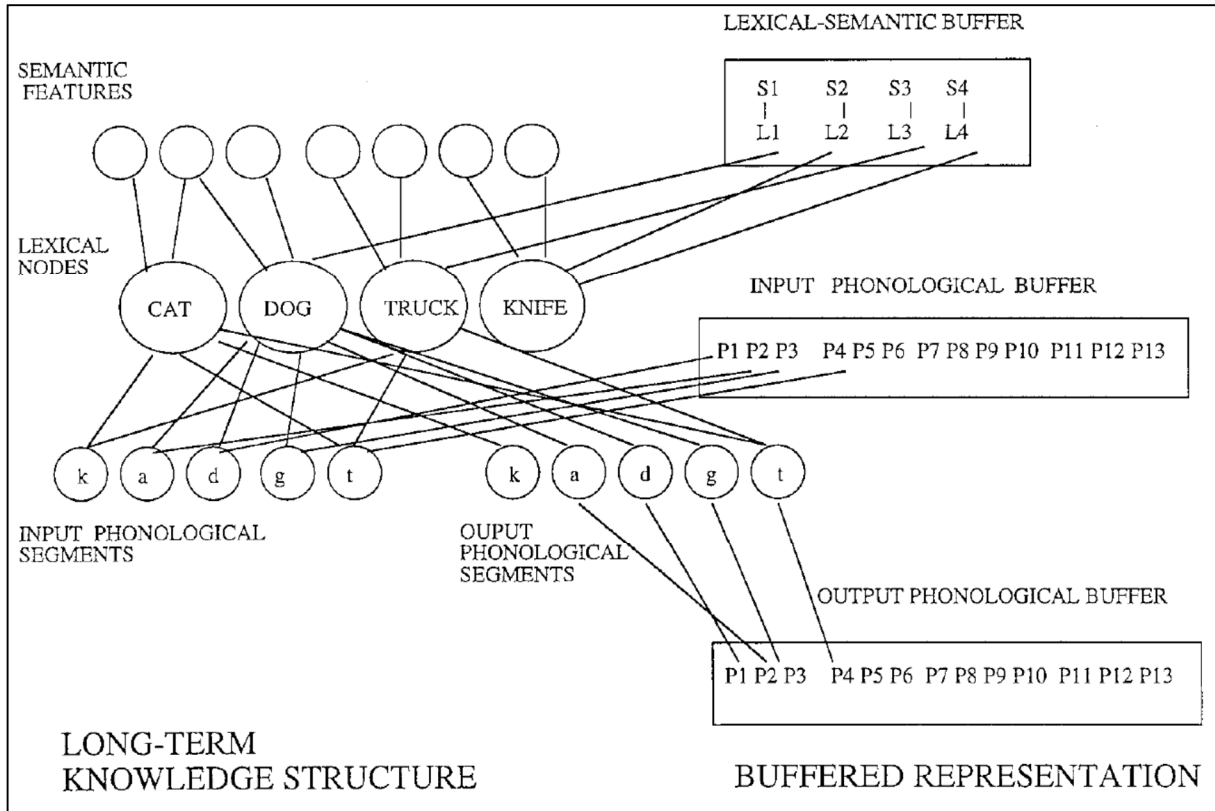 LEXICAL-SEMANTIC BUFFER
SEMANTIC
FEATURES
S1 S2 S3 S4
L1 L2 L3 L4
LEXICAL
NODES
CAT DOG TRUCK KNIFE
INPUT PHONOLOGICAL BUFFER
P1 P2 P3 P4 P5 P6 P7 P8 P9 P10 P11 P12 P13
k a d g t
k a d g t
INPUT PHONOLOGICAL
SEGMENTS
OUPUT
PHONOLOGICAL
SEGMENTS
OUTPUT PHONOLOGICAL BUFFER
P1 P2 P3 P4 P5 P6 P7 P8 P9 P10 P11 P12 P13
LONG-TERM
KNOWLEDGE STRUCTURE
BUFFERED REPRESENTATION